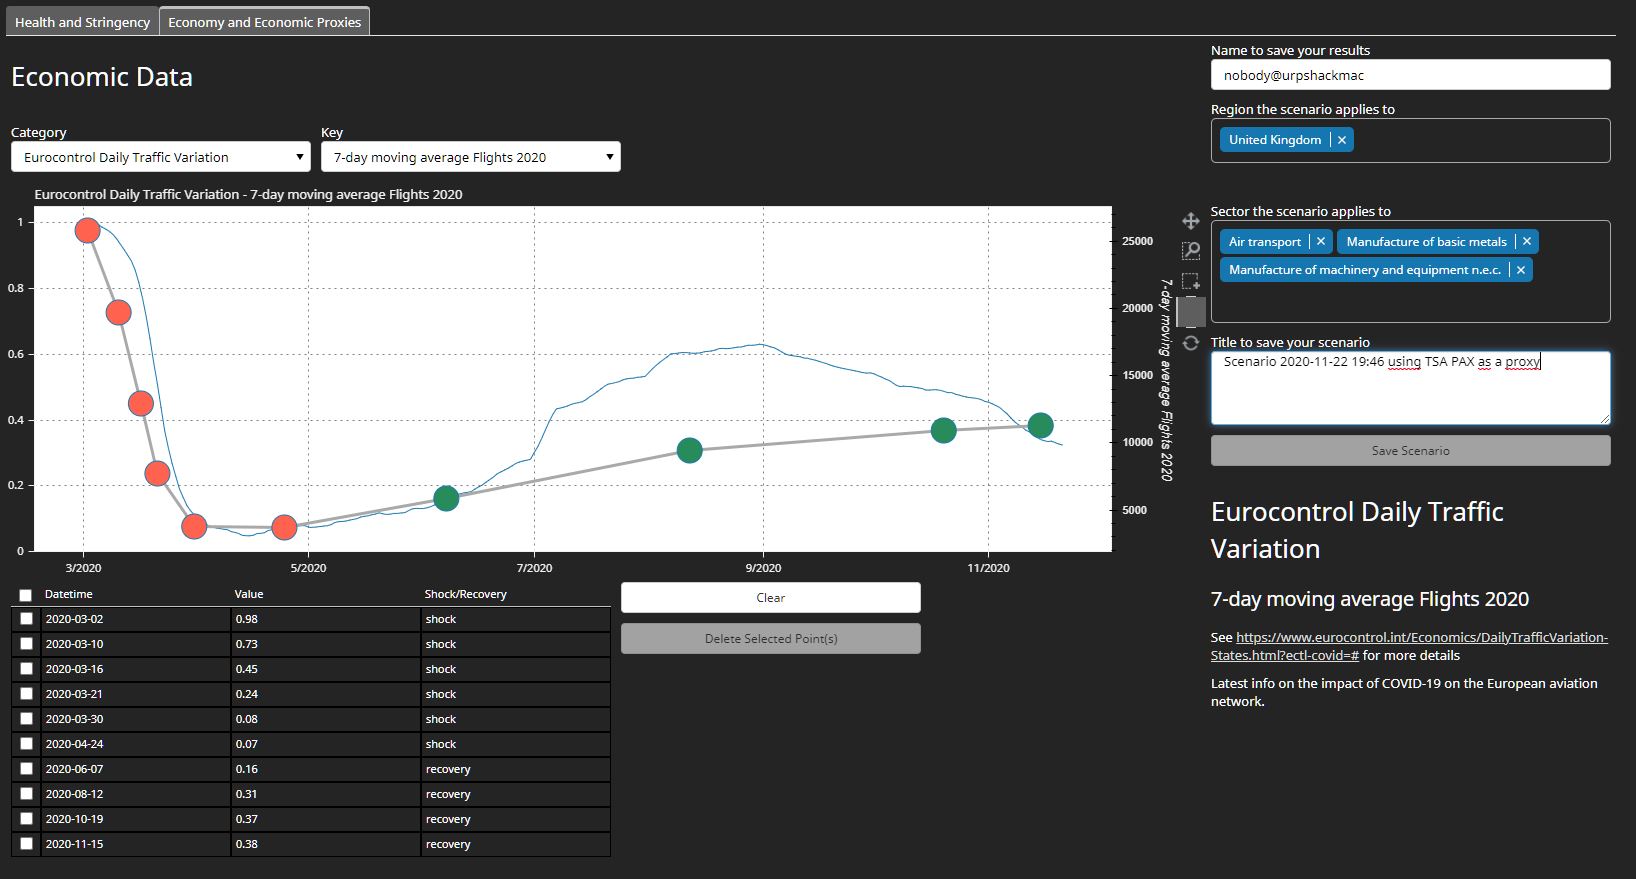 Health and Stringency
Economy and Economic Proxies
Economic Data
Category
Key
Eurocontrol Daily Traffic Variation
7-day moving average Flights 2020
Eurocontrol Daily Traffic Variation - 7-day moving average Flights 2020
1
0.8
0.6
0.4
0.2
0
25000
20000
15000
10000
5000
7-day moving average Flights 2020
3/2020
5/2020
7/2020
9/2020
11/2020
Datetime Value Shock/Recovery
2020-03-02 0.98 shock
2020-03-10 0.73 shock
2020-03-16 0.45 shock
2020-03-21 0.24 shock
2020-03-30 0.08 shock
2020-04-24 0.07 shock
2020-06-07 0.16 recovery
2020-08-12 0.31 recovery
2020-10-19 0.37 recovery
2020-11-15 0.38 recovery
Clear
Delete Selected Point(s)
Name to save your results
nobody@urpshackmac
Region the scenario applies to
United Kingdom
Sector the scenario applies to
Air transport
Manufacture of basic metals
Manufacture of machinery and equipment n.e.c.
Title to save your scenario
Scenario 2020-11-22 19:46 using TSA PAX as a proxy
Save Scenario
Eurocontrol Daily Traffic
Variation
7-day moving average Flights 2020
See https://www.eurocontrol.int/Economics/DailyTrafficVariation-
States.html?ectl-covid=# for more details
Latest info on the impact of COVID-19 on the European aviation
network.